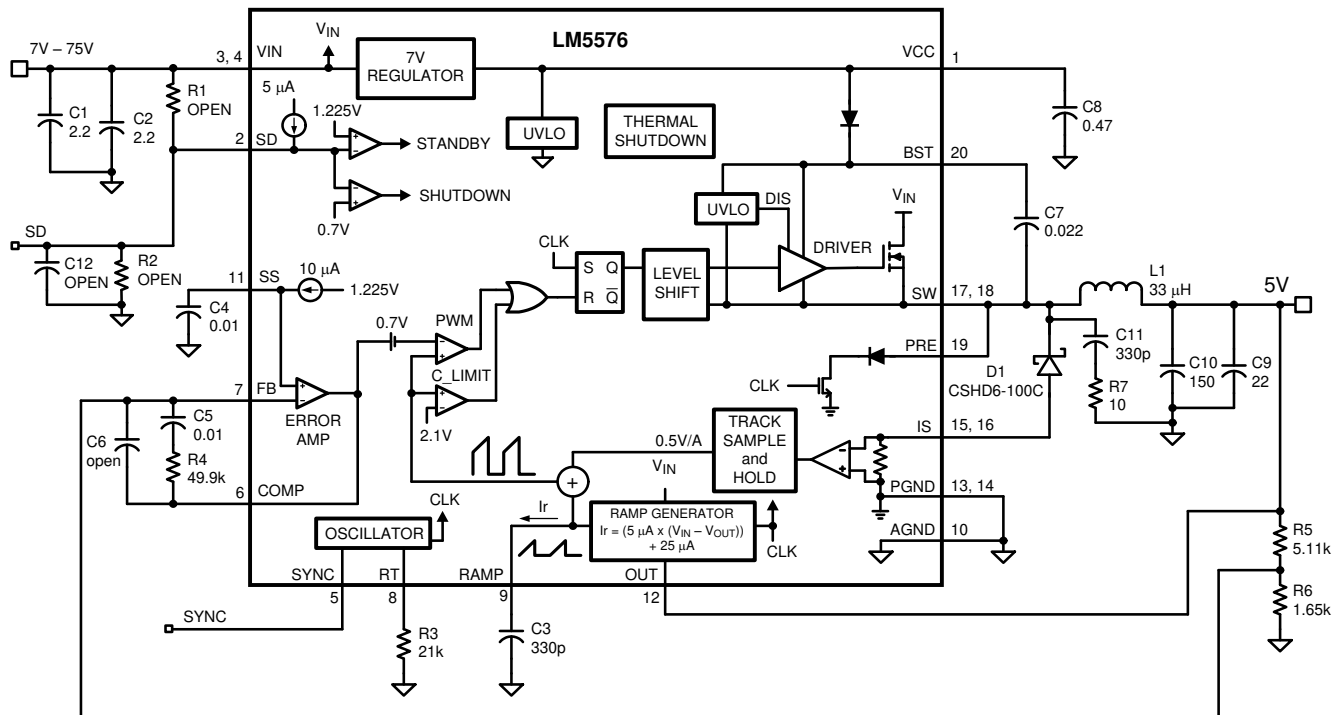 LM5576
7V – 75V
3, 4
VIN
V_IN
7V
REGULATOR
VCC
1
C8
0.47
R1
OPEN
C1
2.2
C2
2.2
5 µA
1.225V
2
SD
STANDBY
SHUTDOWN
0.7V
UVLO
THERMAL
SHUTDOWN
BST
20
UVLO
DIS
V_IN
C7
0.022
SD
C12
OPEN
R2
OPEN
11
SS
10 µA
1.225V
C4
0.01
CLK
S Q
R Q̅
LEVEL
SHIFT
DRIVER
SW
17, 18
L1
33 µH
5V
0.7V
PWM
C_LIMIT
2.1V
PRE
19
CLK
D1
CSHD6-100C
C11
330p
R7
10
C10
150
C9
22
7
FB
ERROR
AMP
C5
0.01
C6
open
R4
49.9k
6
COMP
0.5V/A
TRACK
SAMPLE
and
HOLD
IS
15, 16
V_IN
PGND
13, 14
AGND
10
CLK
OSCILLATOR
Ir
RAMP GENERATOR
Ir = (5 µA x (V_IN – V_OUT))
+ 25 µA
CLK
R5
5.11k
R6
1.65k
SYNC
5
RT
8
RAMP
9
OUT
12
SYNC
R3
21k
C3
330p